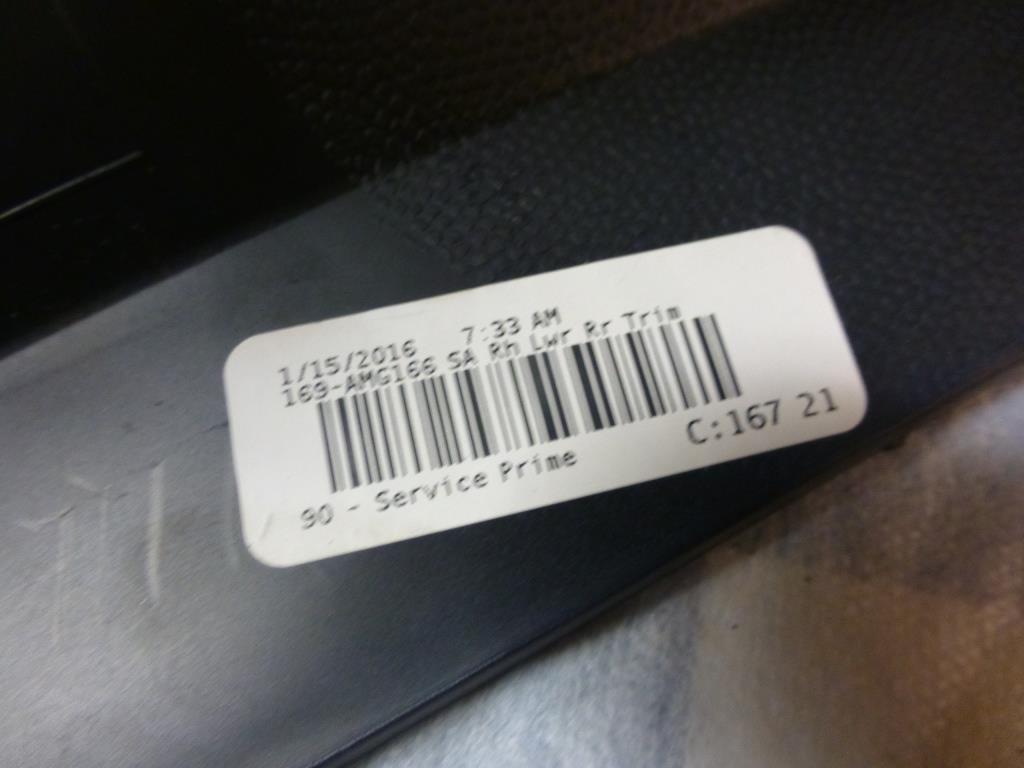 1/15/2016 7:33 AM
169-AMG166 SA Rh Lwr Rr Trim
C:167 21
90 - Service Prime